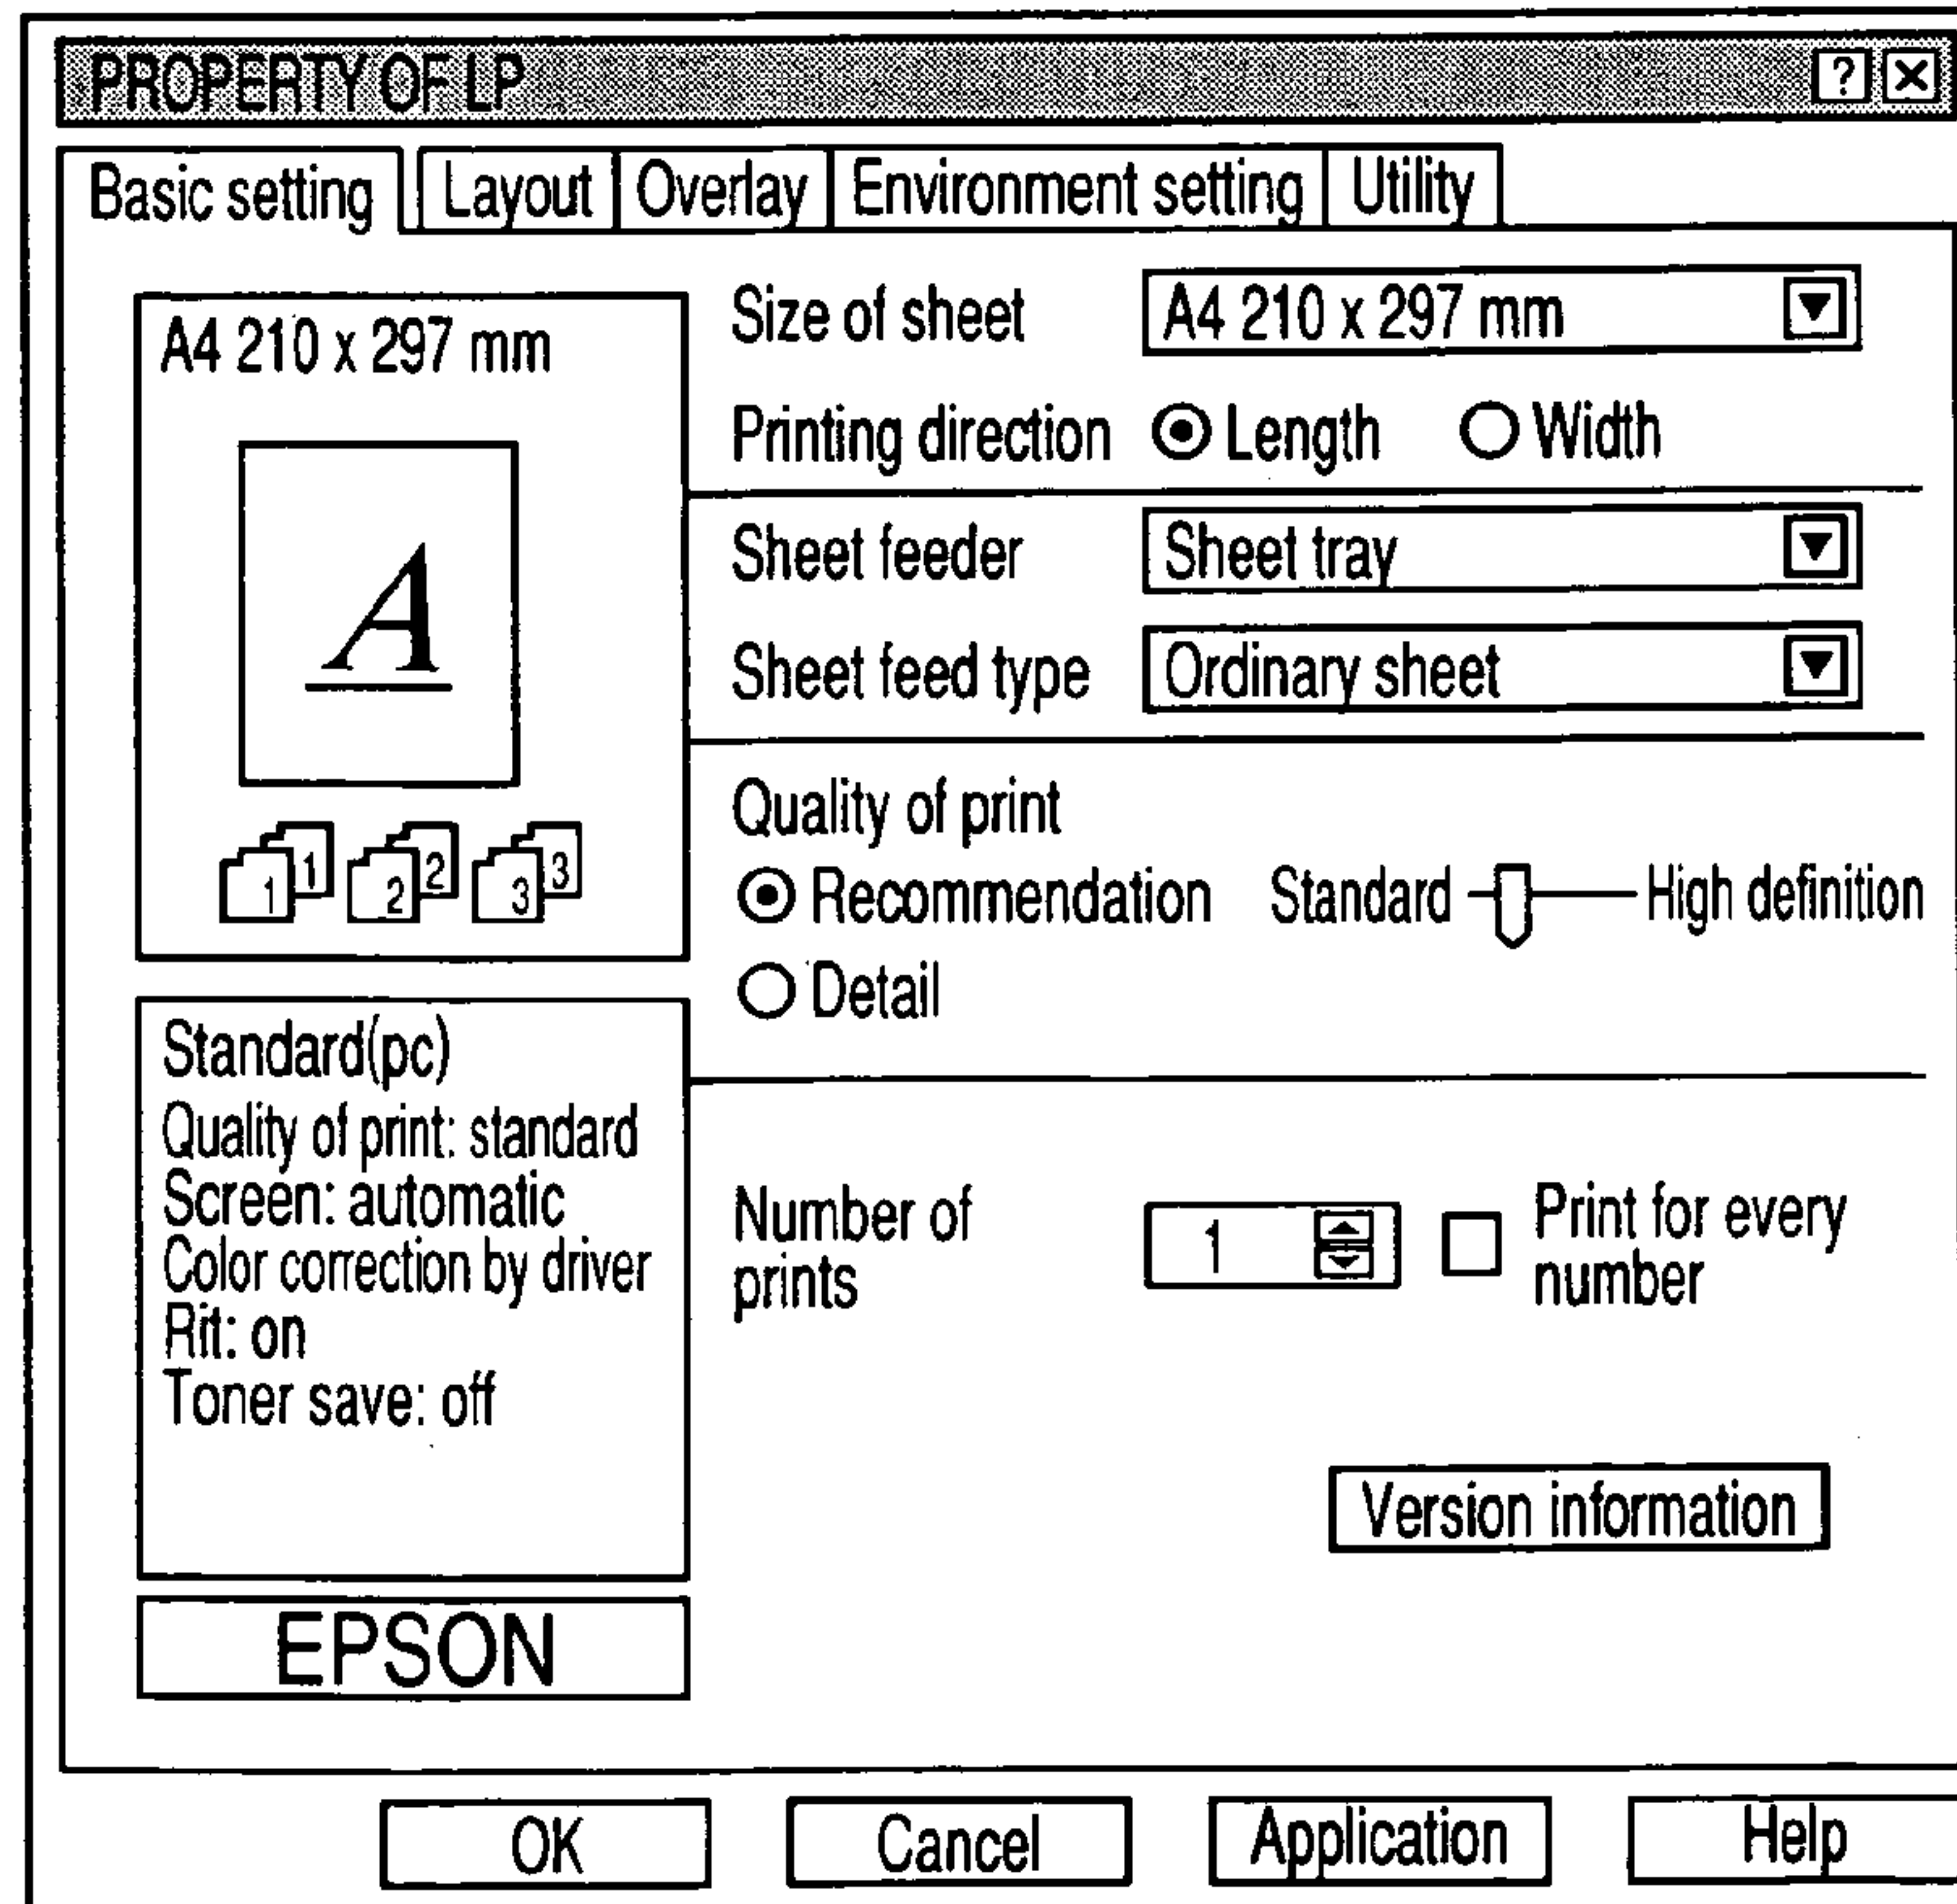 PROPERTY OF LP ? X
Basic setting Layout Overlay Environment setting Utility
A4 210 x 297 mm
A
1 1 2 2 3 3
Size of sheet A4 210 x 297 mm
Printing direction Length Width
Sheet feeder Sheet tray
Sheet feed type Ordinary sheet
Quality of print
Recommendation Standard High definition
Detail
Standard(pc)
Quality of print: standard
Screen: automatic
Color correction by driver
Rit: on
Toner save: off
Number of
prints
1
Print for every
number
Version information
EPSON
OK Cancel Application Help